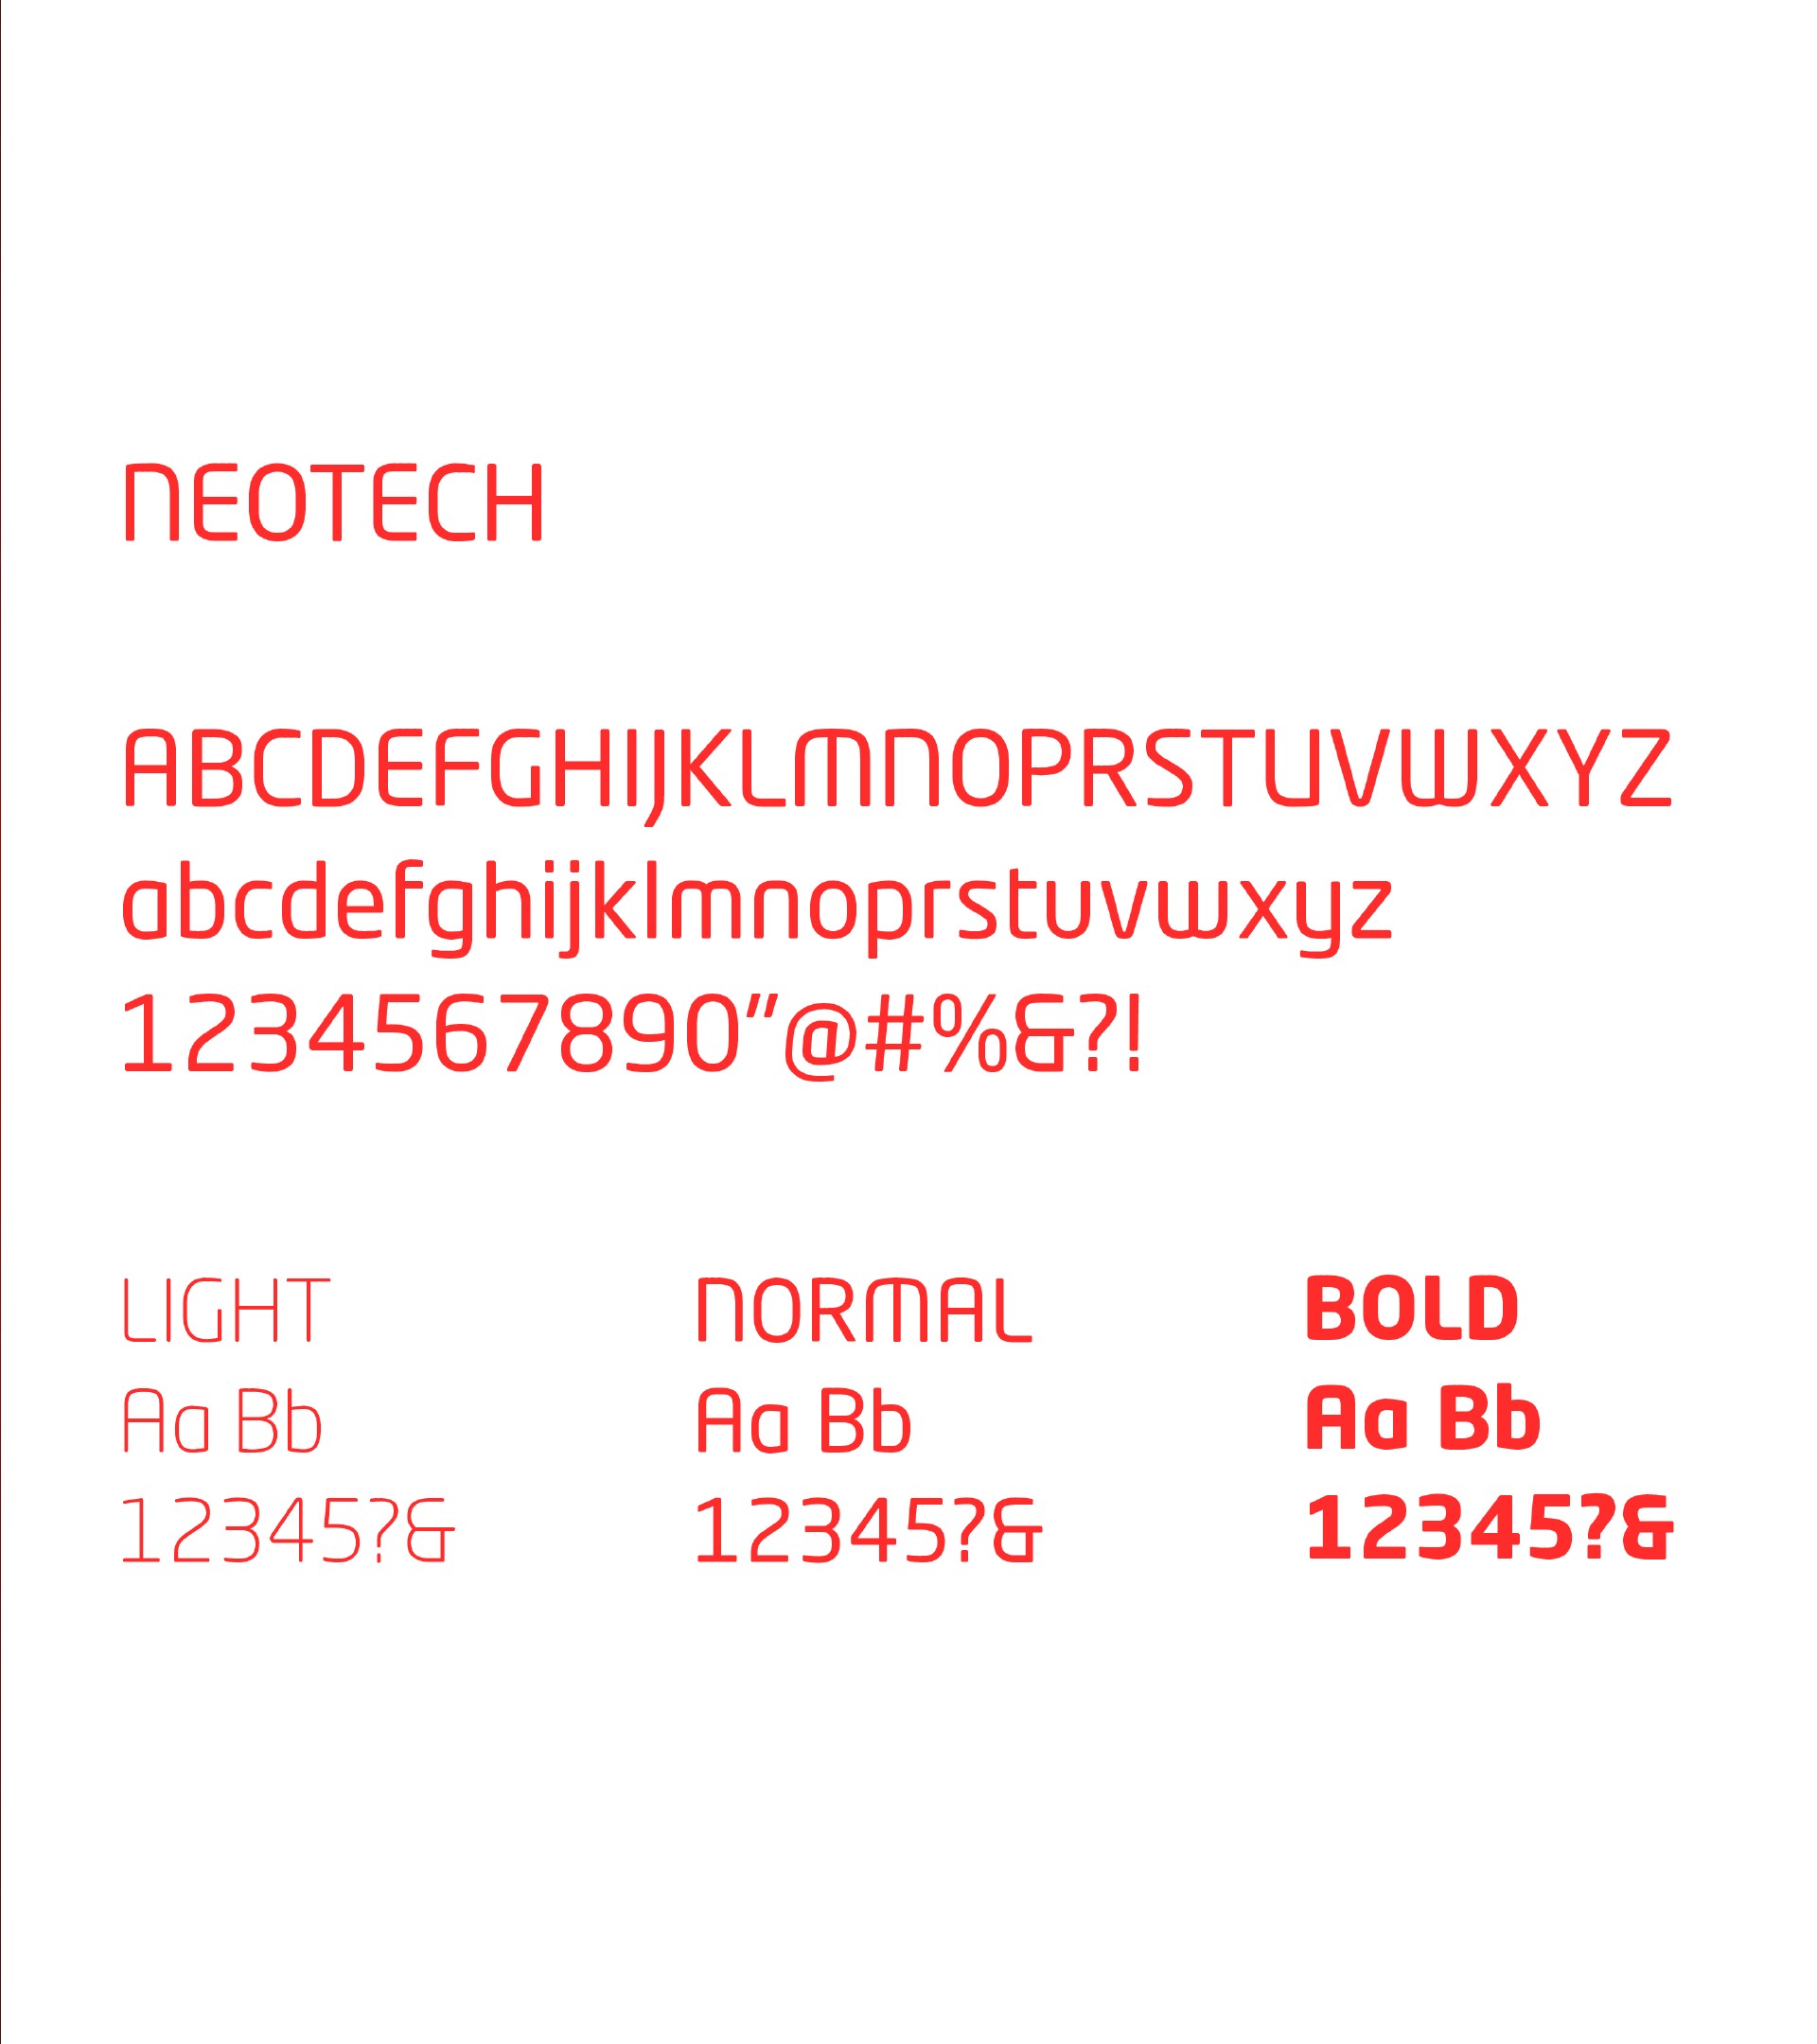 NEOTECH
ABCDEFGHIJKLMNOPRSTUVWXYZ
abcdefghijklmnoprstuvwxyz
1234567890"@#%&?!
LIGHT NORMAL BOLD
Aa Bb Aa Bb Aa Bb
12345?& 12345?& 12345?&